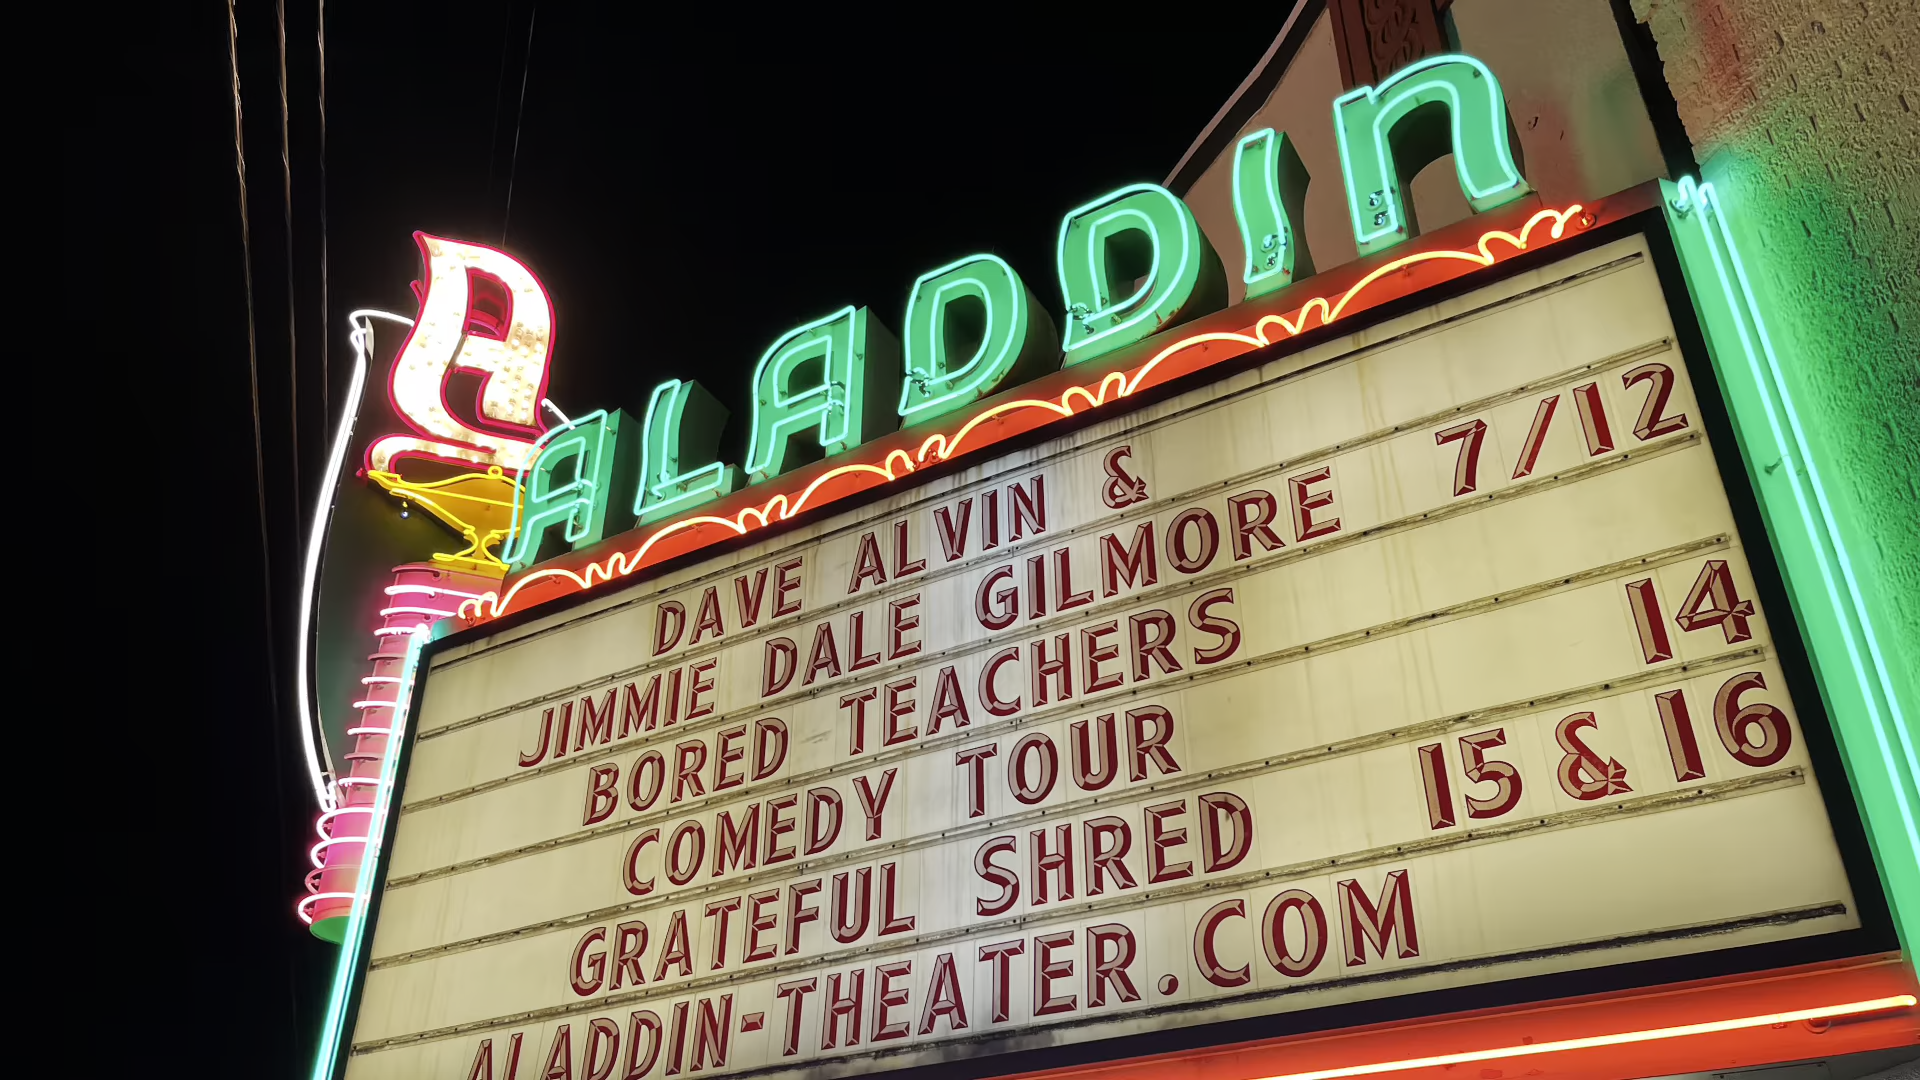 A
ALADDIN
DAVE ALVIN &
JIMMIE DALE GILMORE 7/12
BORED TEACHERS
COMEDY TOUR 14
GRATEFUL SHRED 15 & 16
ALADDIN-THEATER.COM